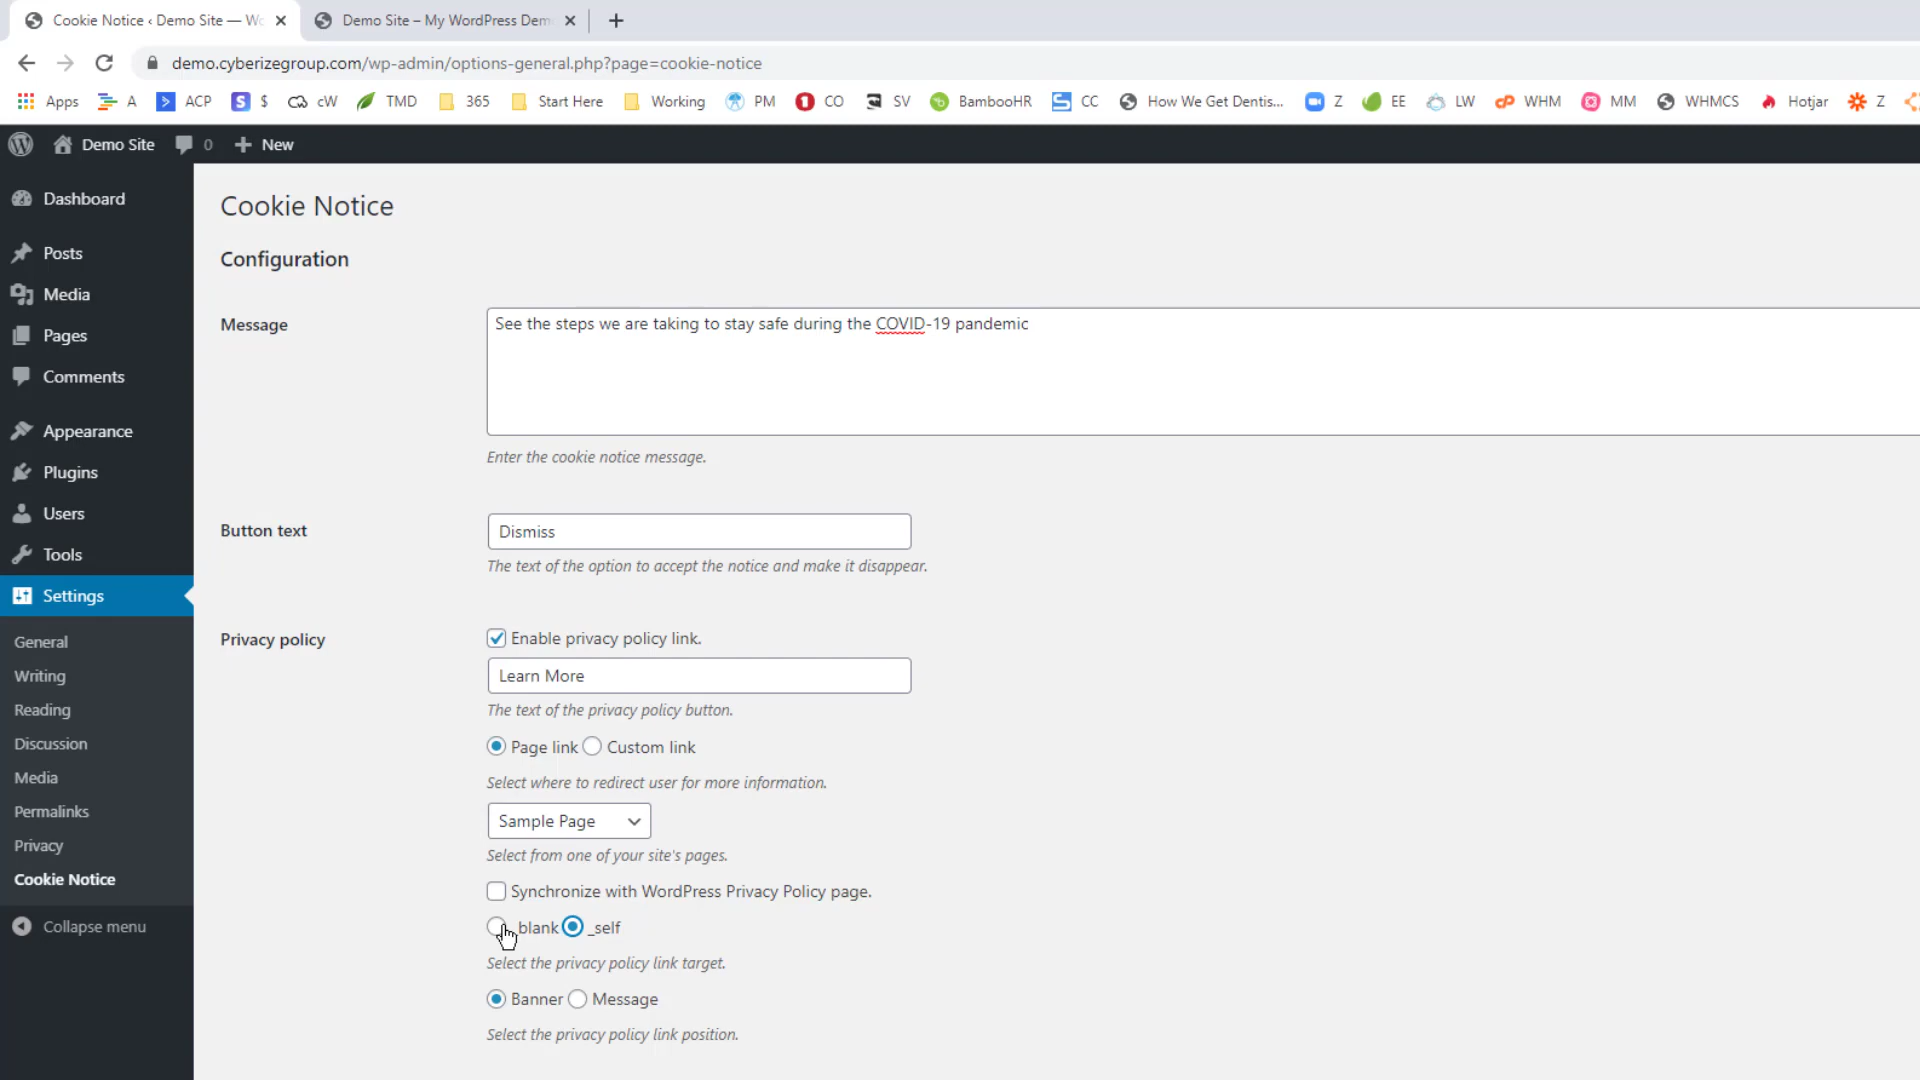 Cookie Notice ‹ Demo Site — Wo
Demo Site – My WordPress Dem
demo.cyberizegroup.com/wp-admin/options-general.php?page=cookie-notice
Apps A ACP $ cW TMD 365 Start Here Working PM CO SV BambooHR CC How We Get Dentis... Z EE LW WHM MM WHMCS Hotjar Z
Demo Site 0 + New
Dashboard
Posts
Media
Pages
Comments
Appearance
Plugins
Users
Tools
Settings
General
Writing
Reading
Discussion
Media
Permalinks
Privacy
Cookie Notice
Collapse menu
Cookie Notice
Configuration
Message
See the steps we are taking to stay safe during the COVID-19 pandemic
Enter the cookie notice message.
Button text
Dismiss
The text of the option to accept the notice and make it disappear.
Privacy policy
Enable privacy policy link.
Learn More
The text of the privacy policy button.
Page link Custom link
Select where to redirect user for more information.
Sample Page
Select from one of your site's pages.
Synchronize with WordPress Privacy Policy page.
blank _self
Select the privacy policy link target.
Banner Message
Select the privacy policy link position.